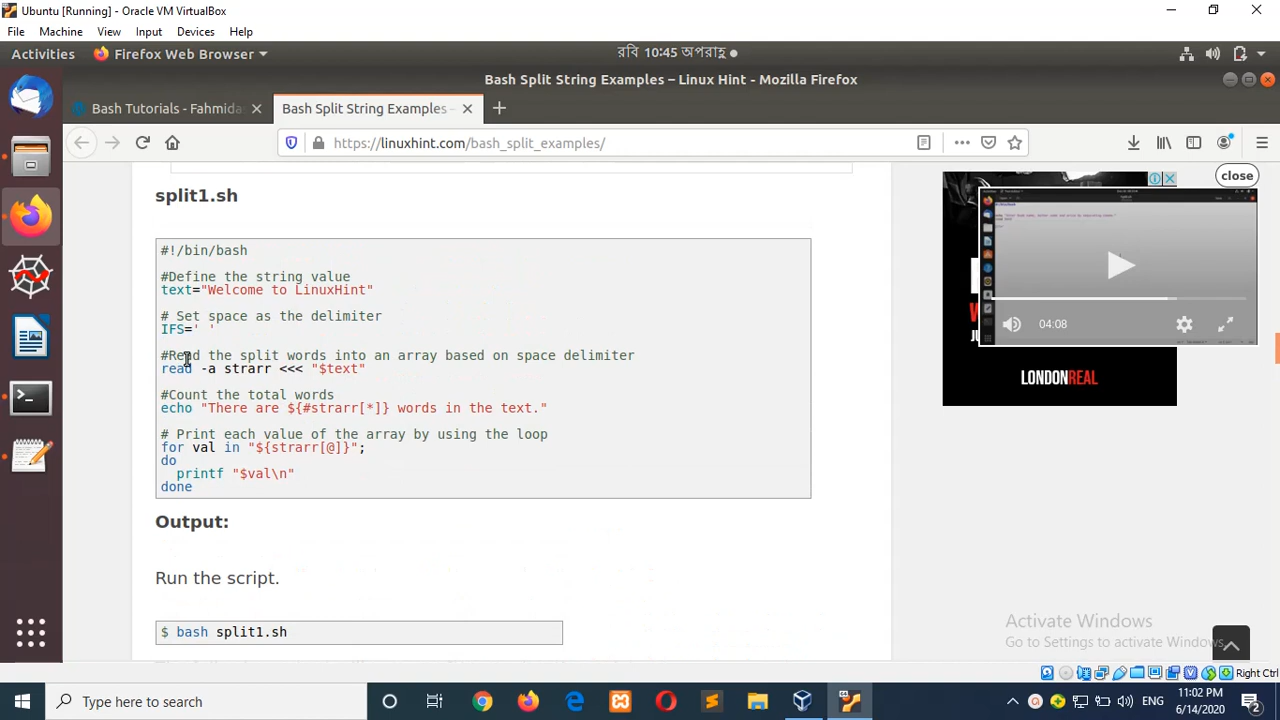 Ubuntu [Running] - Oracle VM VirtualBox
File Machine View Input Devices Help
Activities Firefox Web Browser রবি 10:45 অপরাহ্ণ
Bash Split String Examples – Linux Hint - Mozilla Firefox
Bash Tutorials - Fahmida
Bash Split String Examples –
https://linuxhint.com/bash_split_examples/
split1.sh
#!/bin/bash
#Define the string value
text="Welcome to LinuxHint"
# Set space as the delimiter
IFS=' '
#Read the split words into an array based on space delimiter
read -a strarr <<< "$text"
#Count the total words
echo "There are ${#strarr[*]} words in the text."
# Print each value of the array by using the loop
for val in "${strarr[@]}";
do
printf "$val\n"
done
Output:
Run the script.
$ bash split1.sh
close
04:08
LONDONREAL
Activate Windows
Go to Settings to activate Windows.
Right Ctrl
Type here to search
ENG
11:02 PM
6/14/2020
2